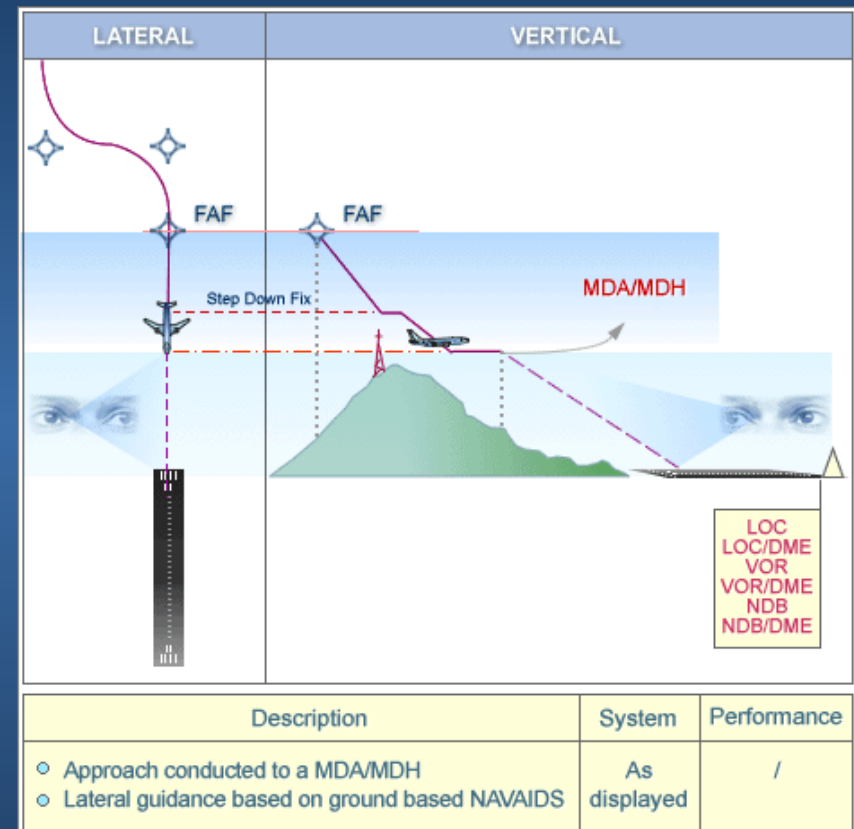 LATERAL
VERTICAL
FAF
FAF
Step Down Fix
MDA/MDH
LOC
LOC/DME
VOR
VOR/DME
NDB
NDB/DME
Description
System
Performance
Approach conducted to a MDA/MDH
Lateral guidance based on ground based NAVAIDS
As
displayed
/